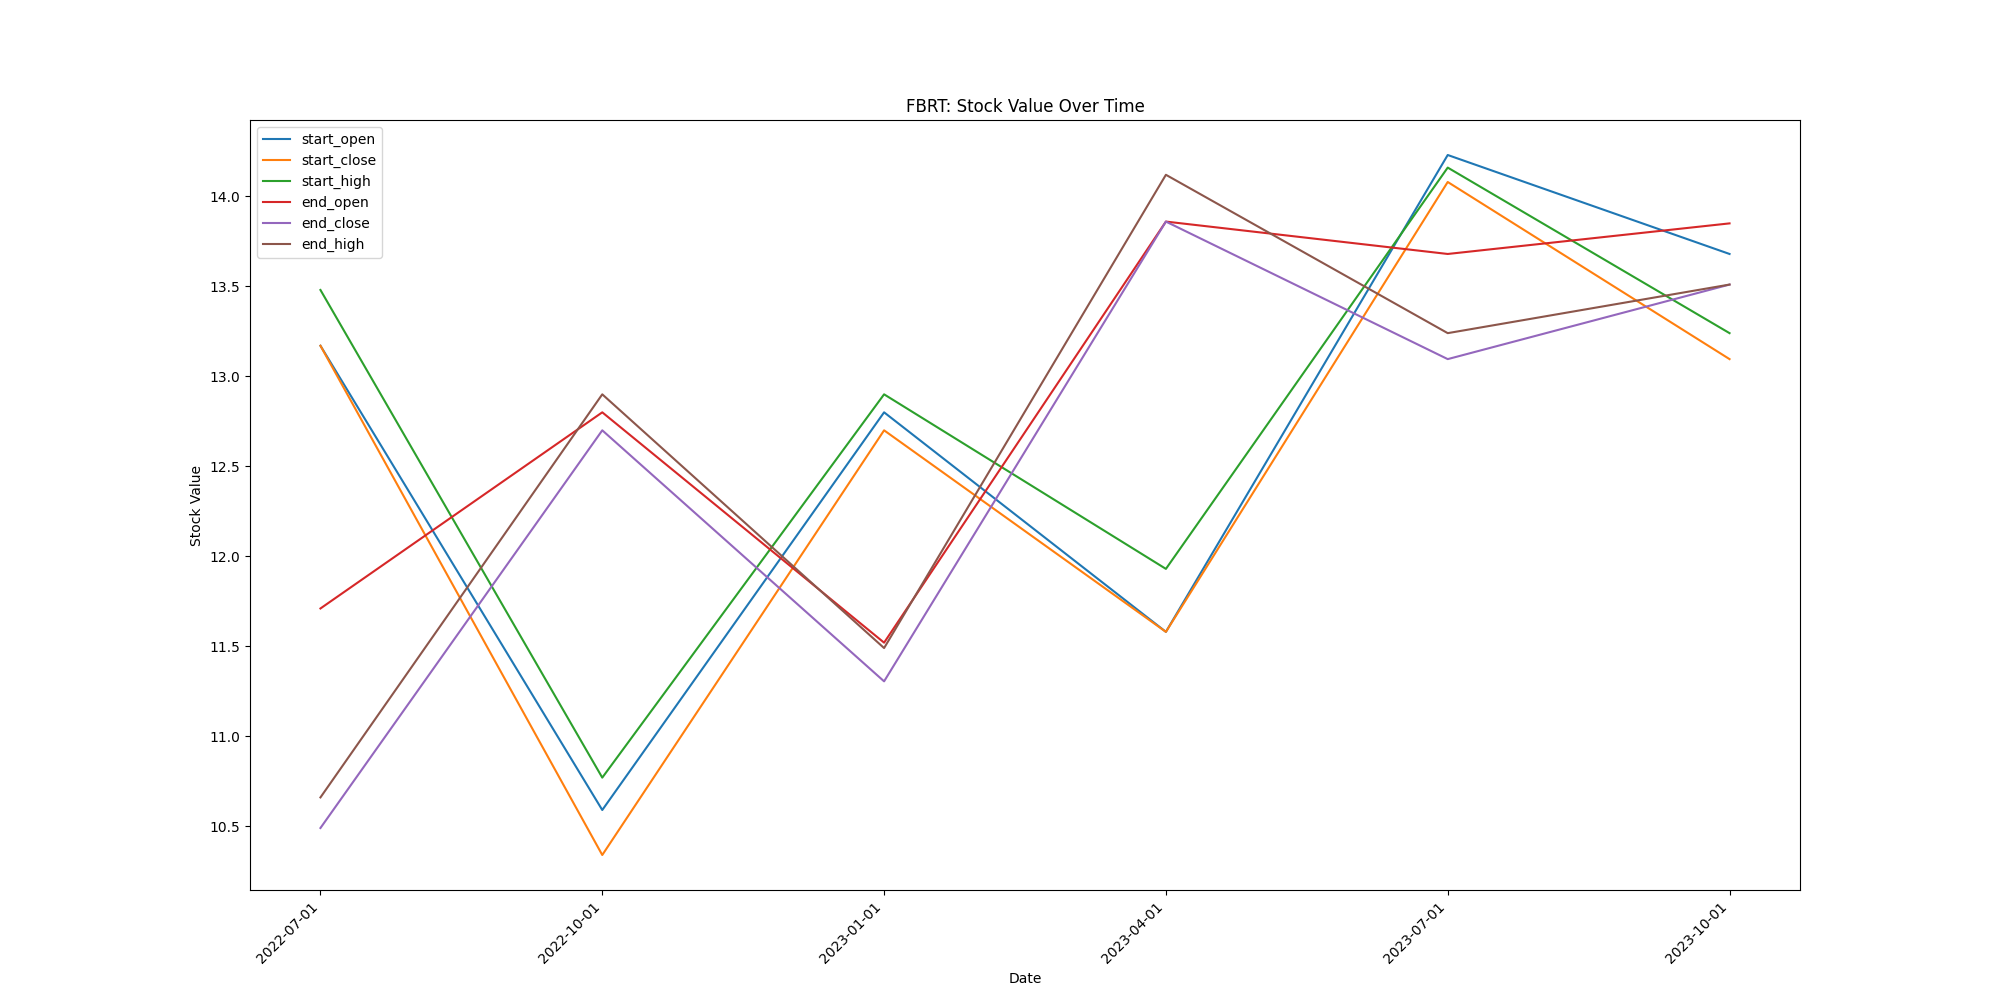 FBRT: Stock Value Over Time
start_open
start_close
start_high
end_open
end_close
end_high
Stock Value
14.0
13.5
13.0
12.5
12.0
11.5
11.0
10.5
2022-07-01
2022-10-01
2023-01-01
2023-04-01
2023-07-01
2023-10-01
Date